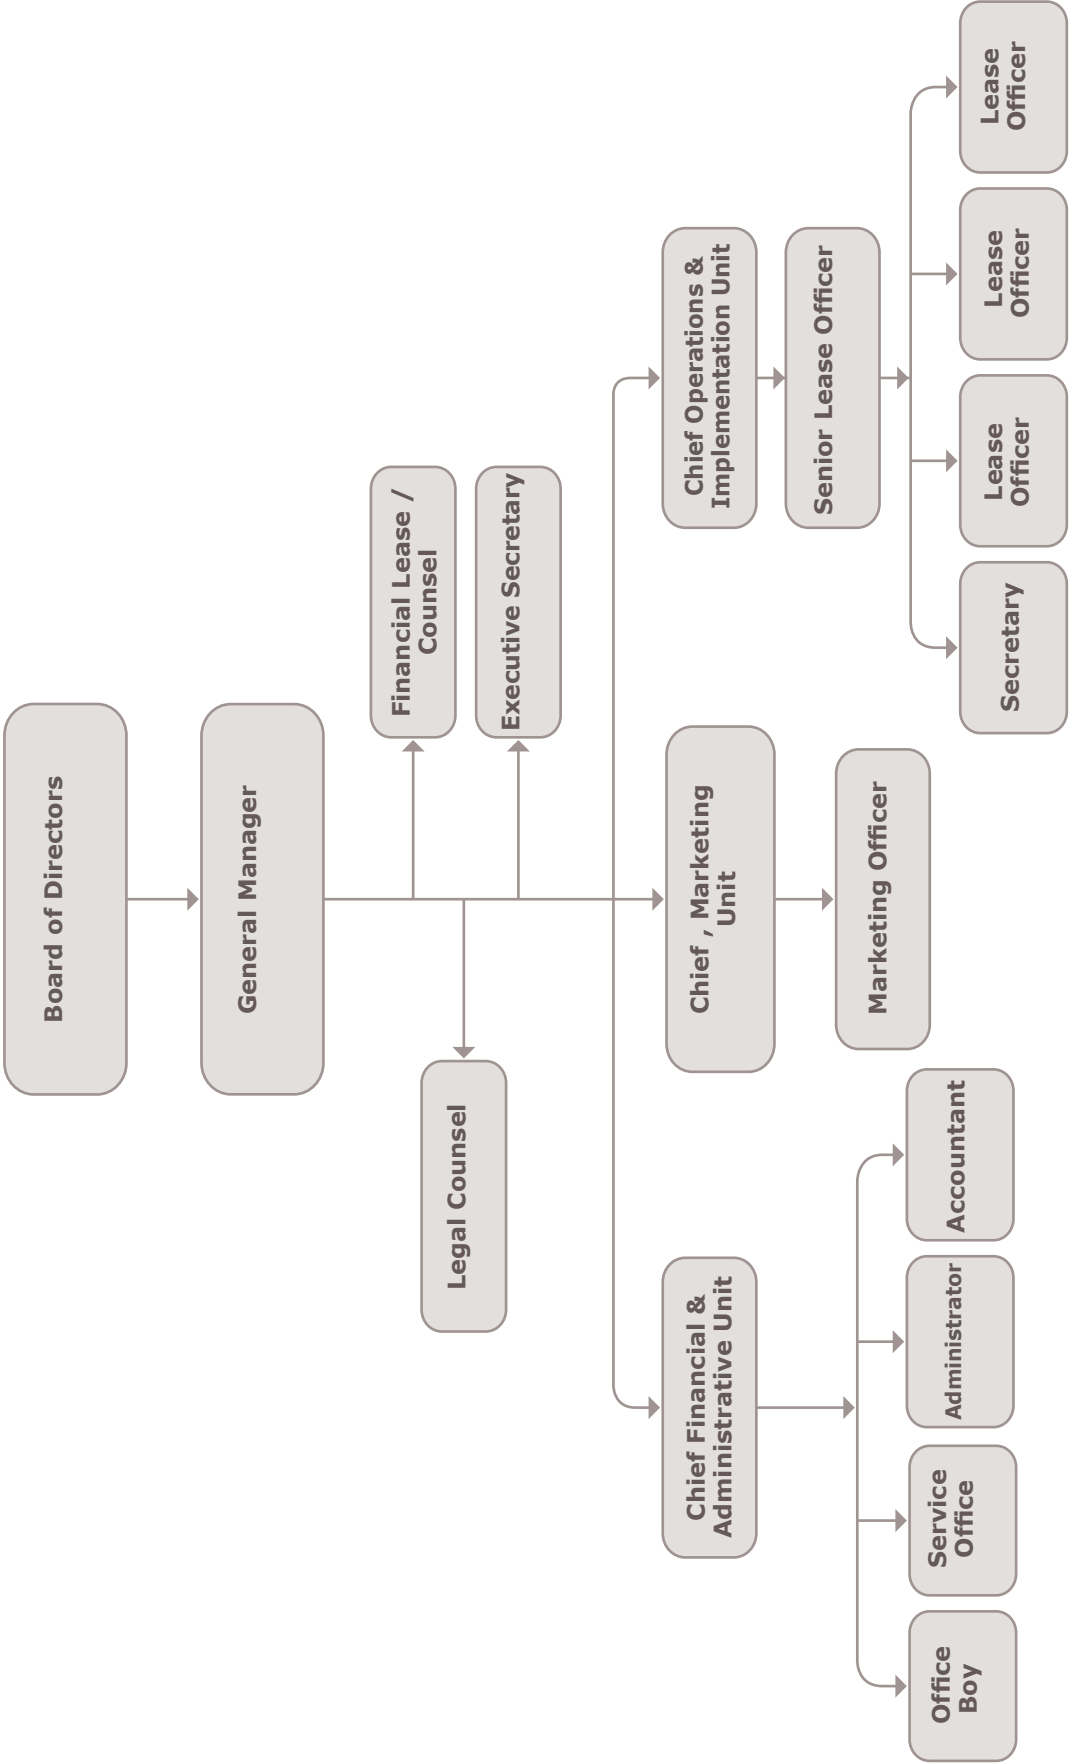 Board of Directors
General Manager
Financial Lease /
Counsel
Legal Counsel
Executive Secretary
Chief Financial &
Administrative Unit
Chief , Marketing
Unit
Chief Operations &
Implementation Unit
Senior Lease Officer
Marketing Officer
Office
Boy
Service
Office
Administrator
Accountant
Secretary
Lease
Officer
Lease
Officer
Lease
Officer